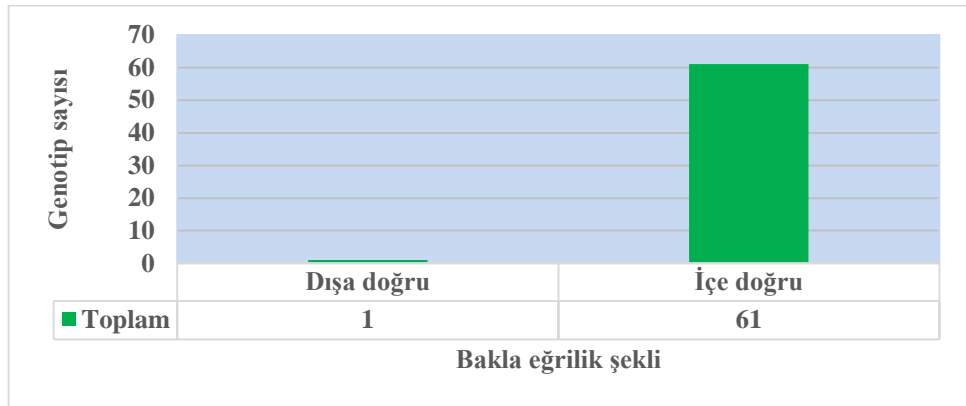 Genotip sayısı
70
60
50
40
30
20
10
0
Dışa doğru İçe doğru
Toplam 1 61
Bakla eğrilik şekli